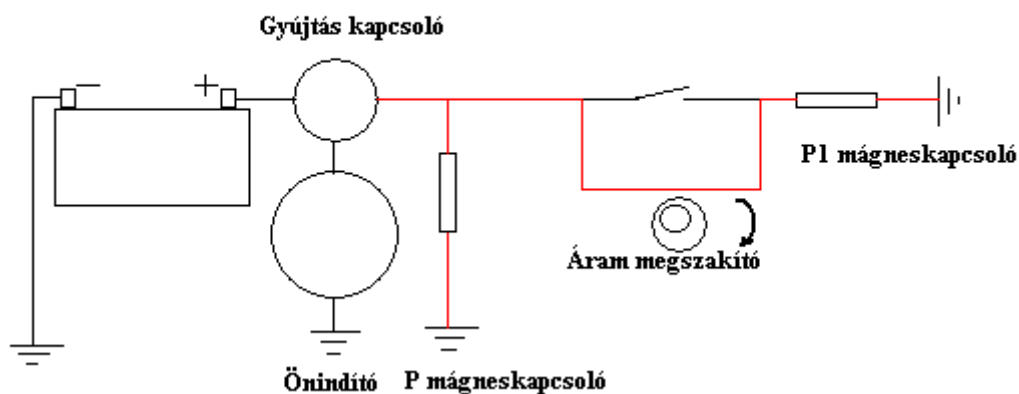 Gyújtás kapcsoló
− +
P1 mágneskapcsoló
Áram megszakító
Önindító P mágneskapcsoló